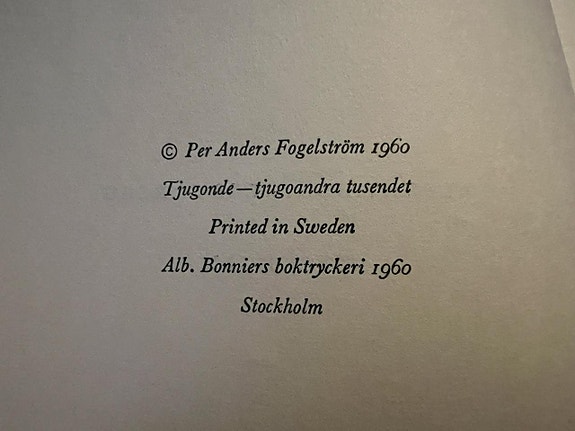 © Per Anders Fogelström 1960
Tjugonde—tjugoandra tusendet
Printed in Sweden
Alb. Bonniers boktryckeri 1960
Stockholm